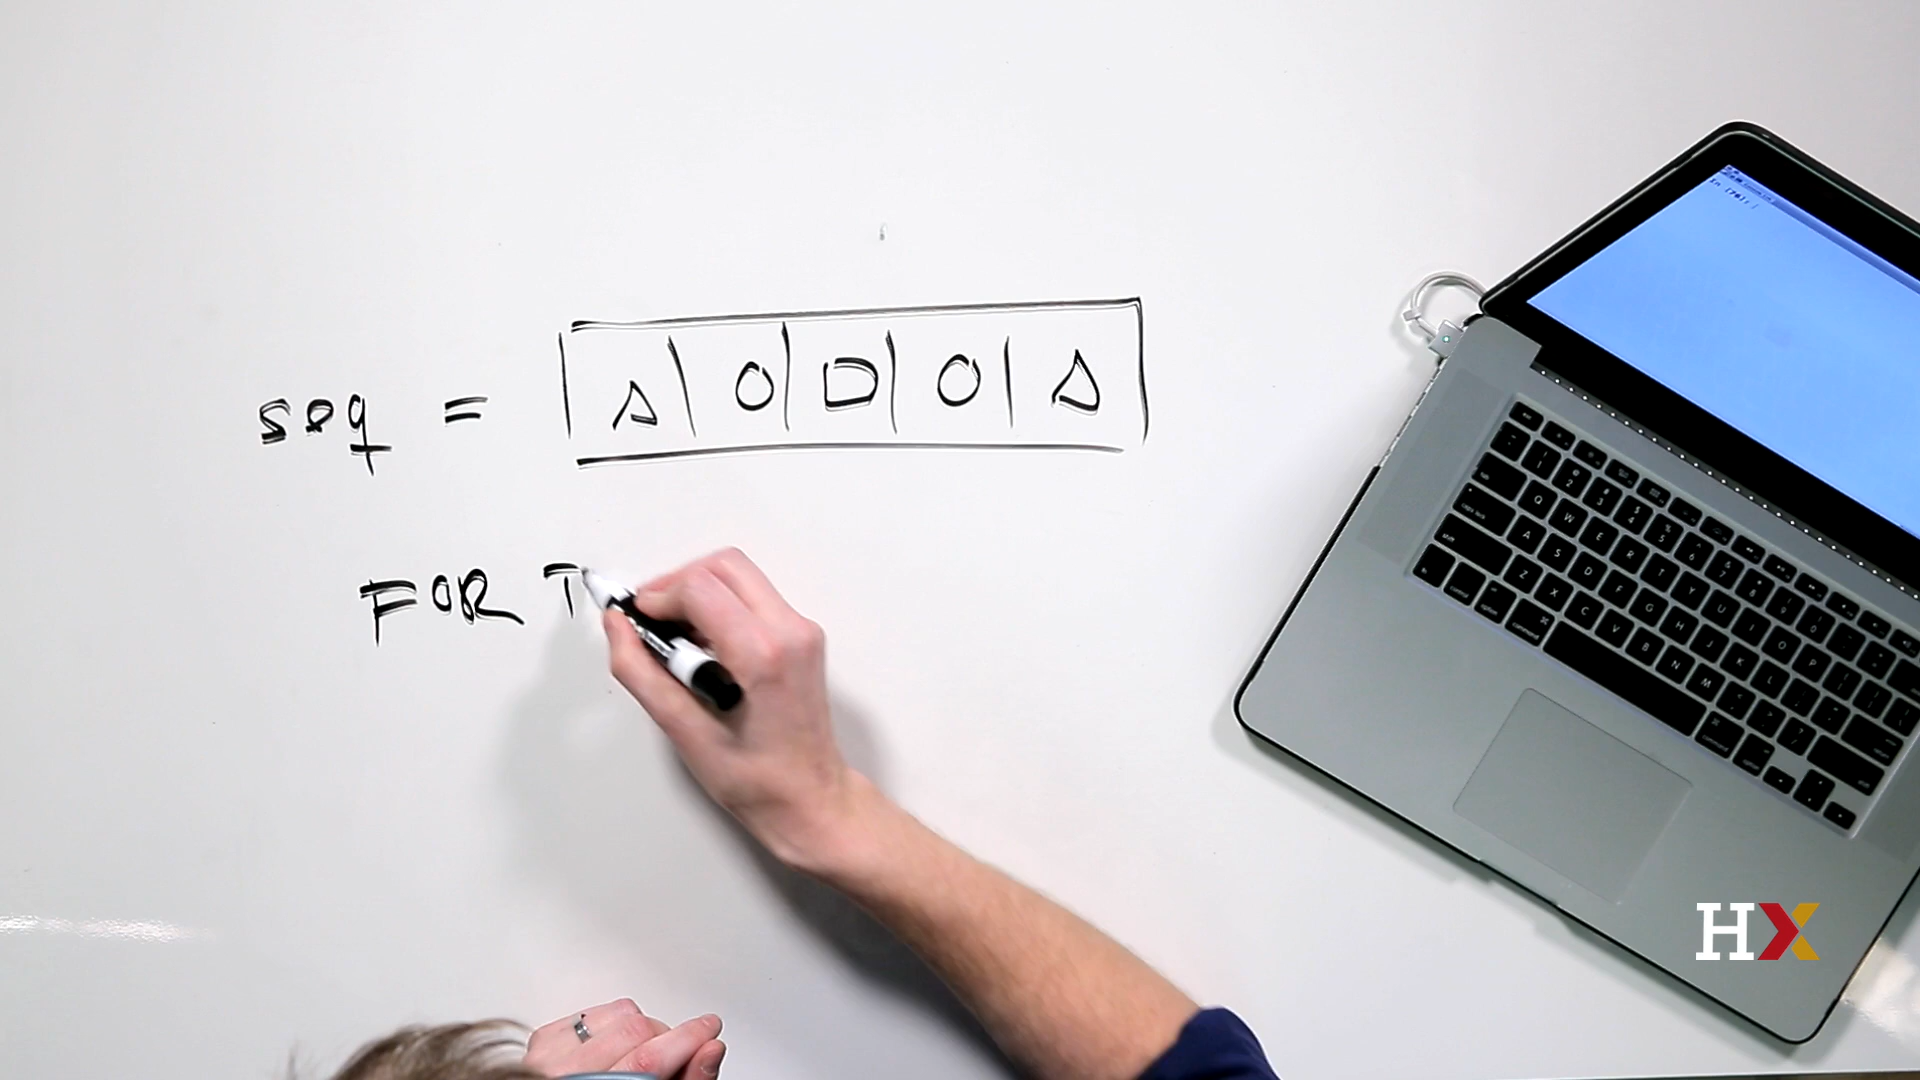 seq = | Δ | O | □ | O | Δ |
FOR T
HX